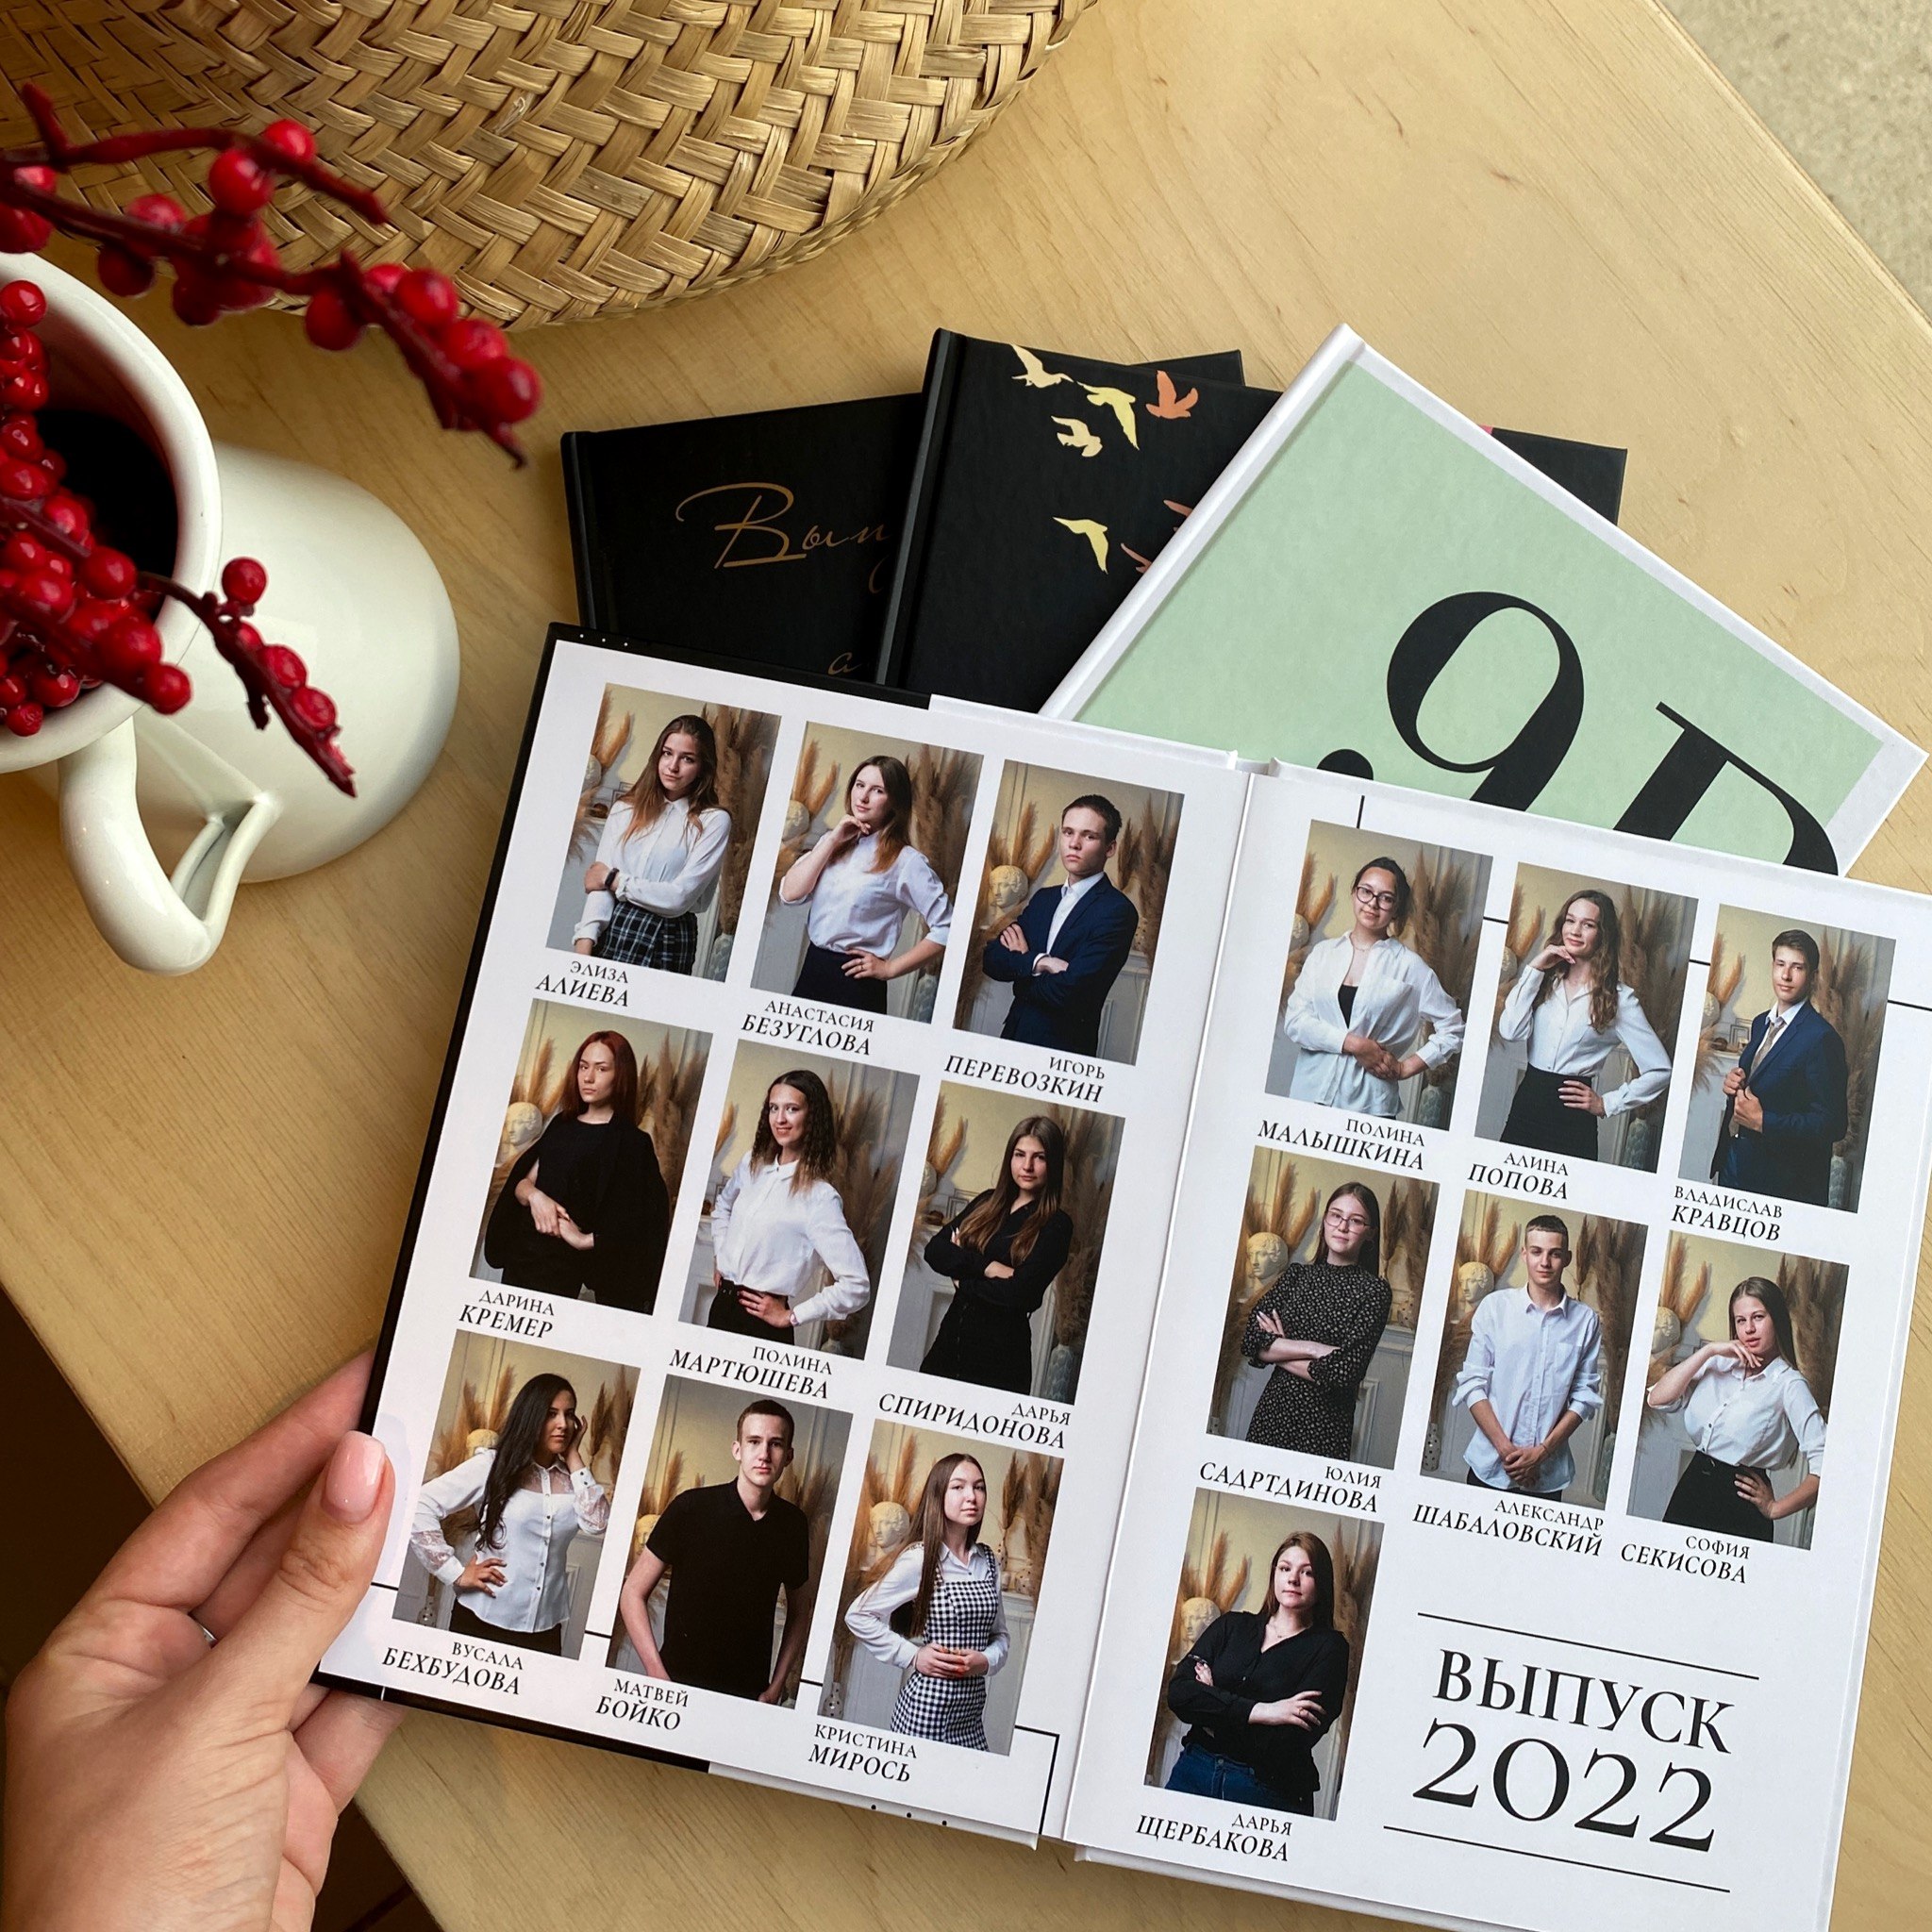 9
ЭЛИЗА
АЛИЕВА
АНАСТАСИЯ
БЕЗУГЛОВА
ИГОРЬ
ПЕРЕВОЗКИН
ДАРИНА
КРЕМЕР
ПОЛИНА
МАРТЮШЕВА
ДАРЬЯ
СПИРИДОНОВА
ВУСАЛА
БЕХБУДОВА
МАТВЕЙ
БОЙКО
КРИСТИНА
МИРОСЬ
ПОЛИНА
МАЛЫШКИНА
АЛИНА
ПОПОВА
ВЛАДИСЛАВ
КРАВЦОВ
ЮЛИЯ
САДРТДИНОВА
АЛЕКСАНДР
ШАБАЛОВСКИЙ
СОФИЯ
СЕКИСОВА
ДАРЬЯ
ЩЕРБАКОВА
ВЫПУСК
2022